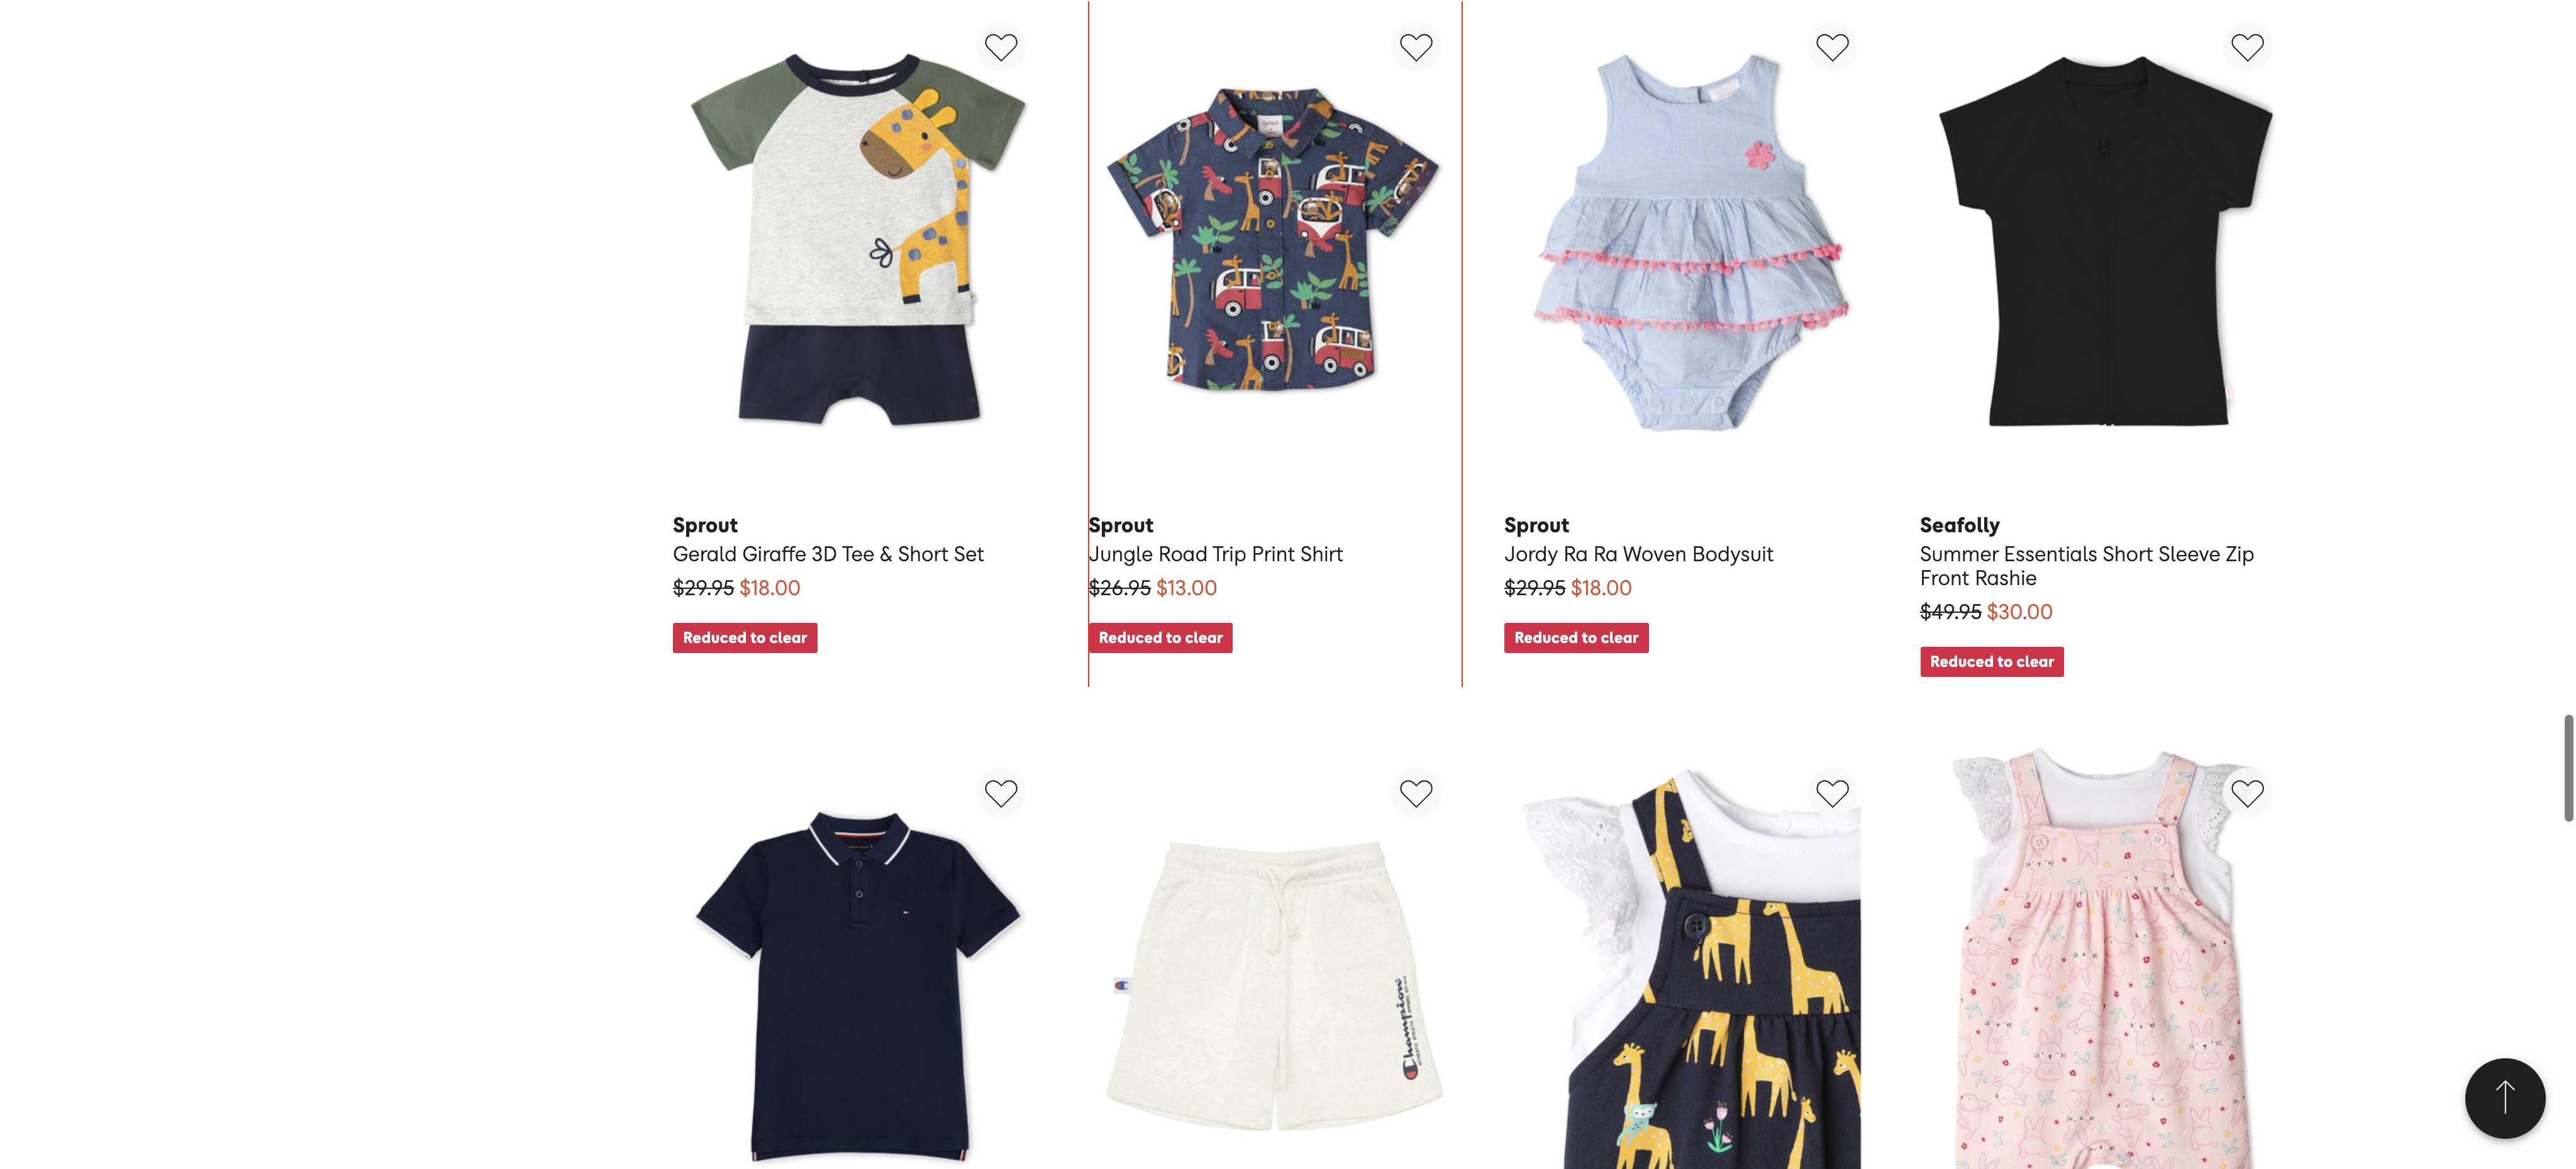 Sprout
Gerald Giraffe 3D Tee & Short Set
$29.95 $18.00
Reduced to clear
Sprout
Jungle Road Trip Print Shirt
$26.95 $13.00
Reduced to clear
Sprout
Jordy Ra Ra Woven Bodysuit
$29.95 $18.00
Reduced to clear
Seafolly
Summer Essentials Short Sleeve Zip
Front Rashie
$49.95 $30.00
Reduced to clear
Champion